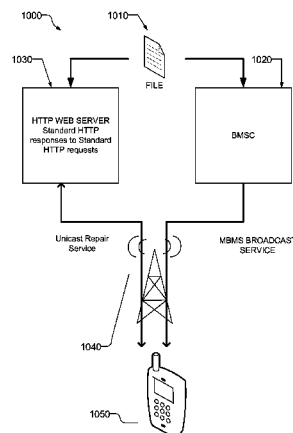 1000
1010
1030
FILE
1020
HTTP WEB SERVER
Standard HTTP
responses to Standard
HTTP requests
BMSC
Unicast Repair
Service
MBMS BROADCAST
SERVICE
1040
1050